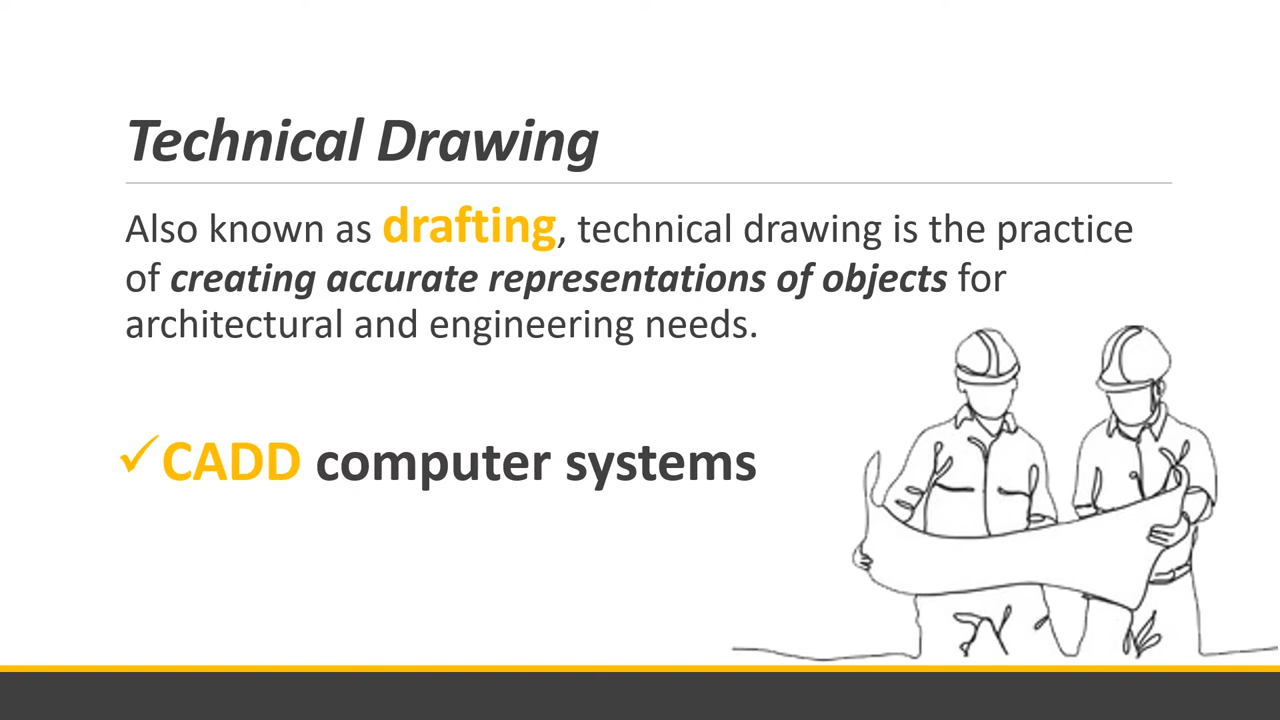 Technical Drawing
Also known as drafting, technical drawing is the practice
of creating accurate representations of objects for
architectural and engineering needs.
✓CADD computer systems